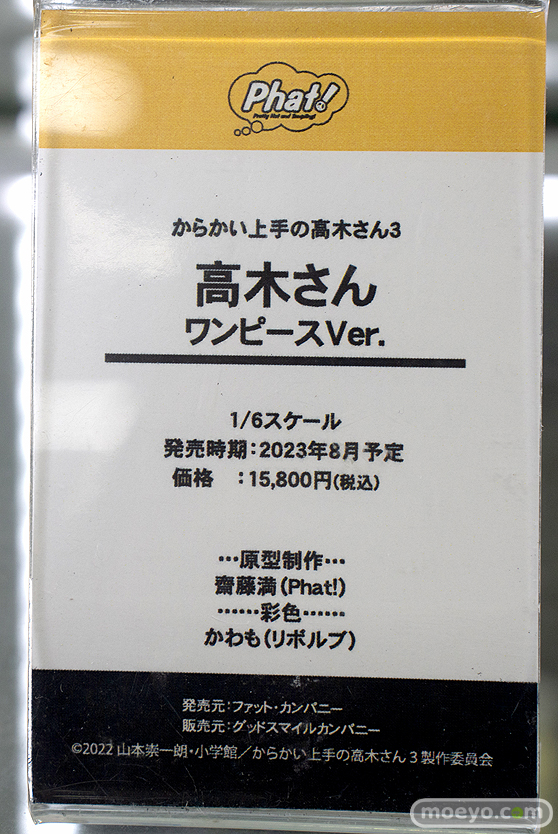 Phat!
Pretty Hot and Tempting!
からかい上手の高木さん3
高木さん
ワンピースVer.
1/6スケール
発売時期:2023年8月予定
価格 :15,800円(税込)
…原型制作…
齋藤満(Phat!)
……彩色……
かわも(リボルブ)
発売元:ファット・カンパニー
販売元:グッドスマイルカンパニー
©2022 山本崇一朗・小学館/からかい上手の高木さん3製作委員会
moeyo.com